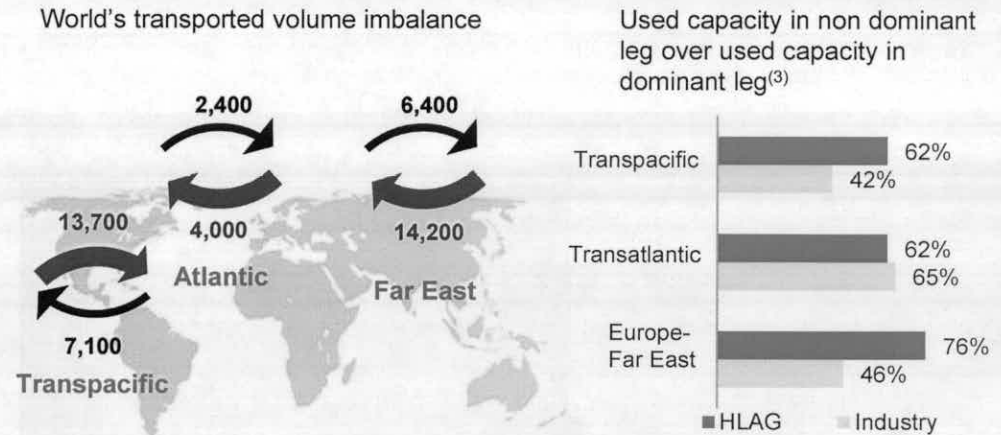 World's transported volume imbalance
2,400
6,400
13,700
4,000
14,200
Atlantic
Far East
7,100
Transpacific
Used capacity in non dominant
leg over used capacity in
dominant leg(3)
Transpacific
62%
42%
Transatlantic
62%
65%
Europe-
Far East
76%
46%
HLAG
Industry